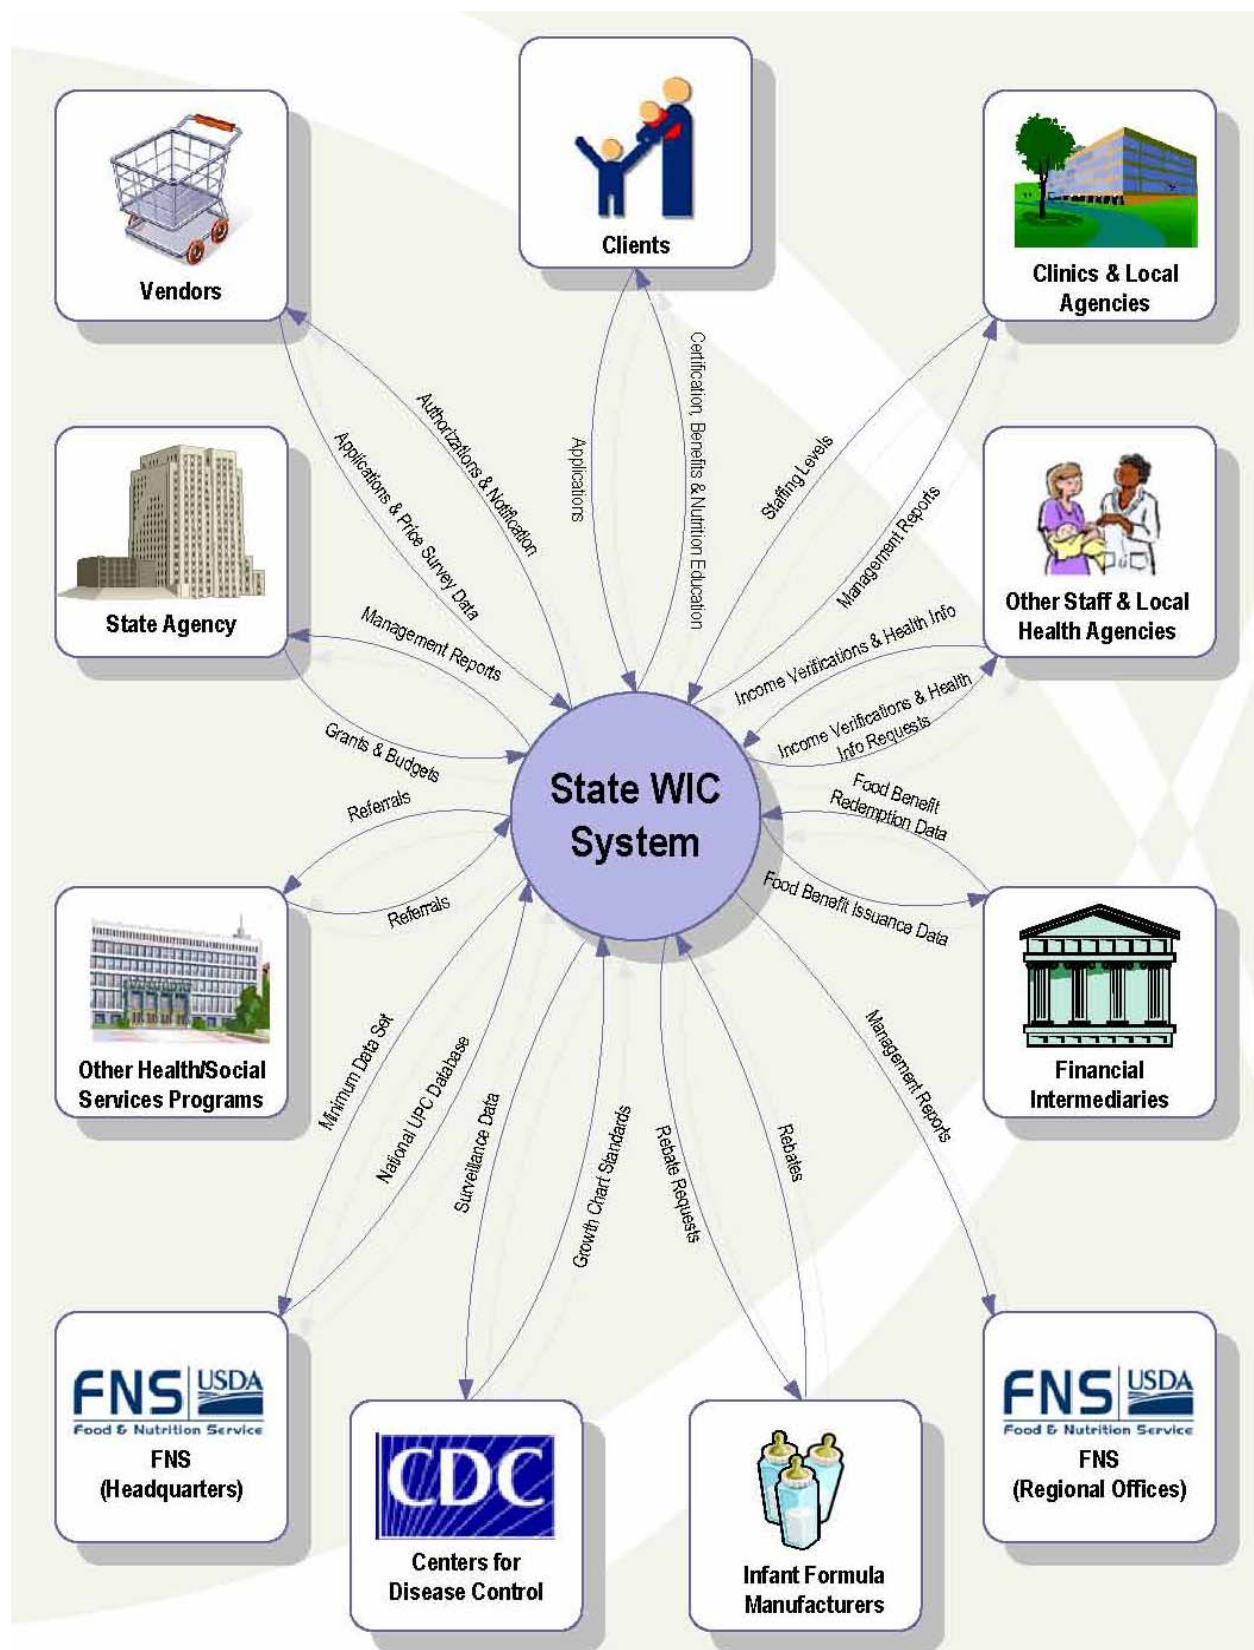 Clients
Vendors
Clinics & Local
Agencies
Authorizations & Notification
Applications & Price Survey Data
Applications
Certification, Benefits & Nutrition Education
Staffing Levels
Management Reports
State Agency
Other Staff & Local
Health Agencies
Management Reports
Grants & Budgets
Income Verifications & Health Info
Income Verifications & Health
Info Requests
State WIC
System
Referrals
Referrals
Food Benefit
Redemption Data
Food Benefit Issuance Data
Other Health/Social
Services Programs
Financial
Intermediaries
Minimum Data Set
National UPC Database
Surveillance Data
Growth Chart Standards
Rebate Requests
Rebates
Management Reports
FNS USDA
Food & Nutrition Service
FNS
(Headquarters)
CDC
Centers for
Disease Control
Infant Formula
Manufacturers
FNS USDA
Food & Nutrition Service
FNS
(Regional Offices)